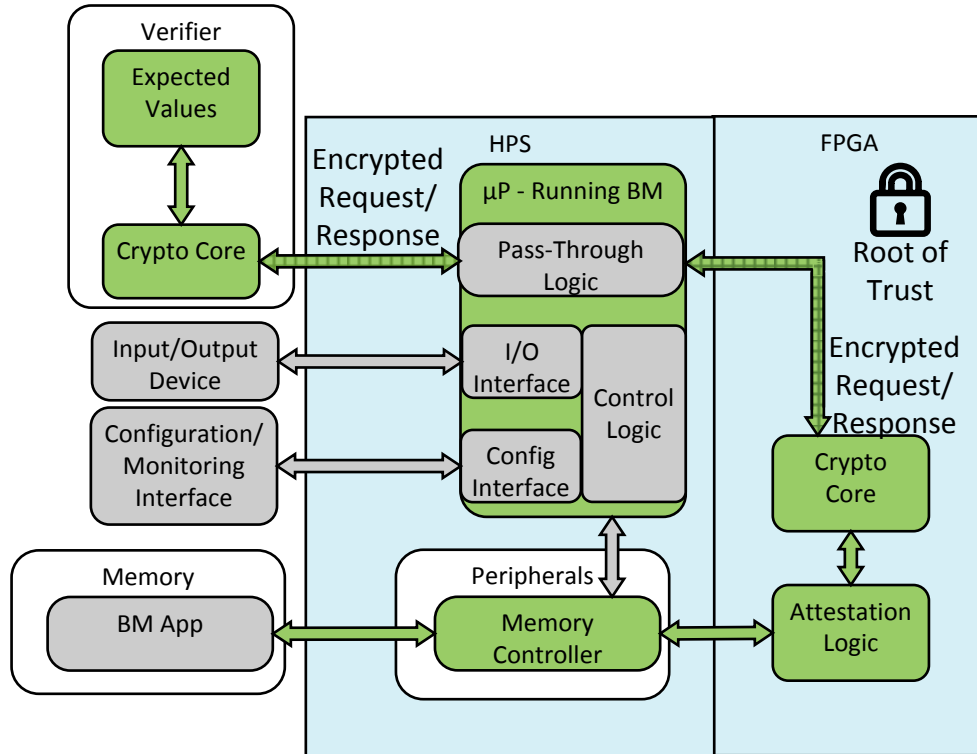 Verifier
Expected
Values
Crypto Core
HPS
FPGA
Encrypted
Request/
Response
µP - Running BM
Pass-Through
Logic
Root of
Trust
Input/Output
Device
I/O
Interface
Control
Logic
Encrypted
Request/
Response
Configuration/
Monitoring
Interface
Config
Interface
Crypto
Core
Memory
BM App
Peripherals
Memory
Controller
Attestation
Logic